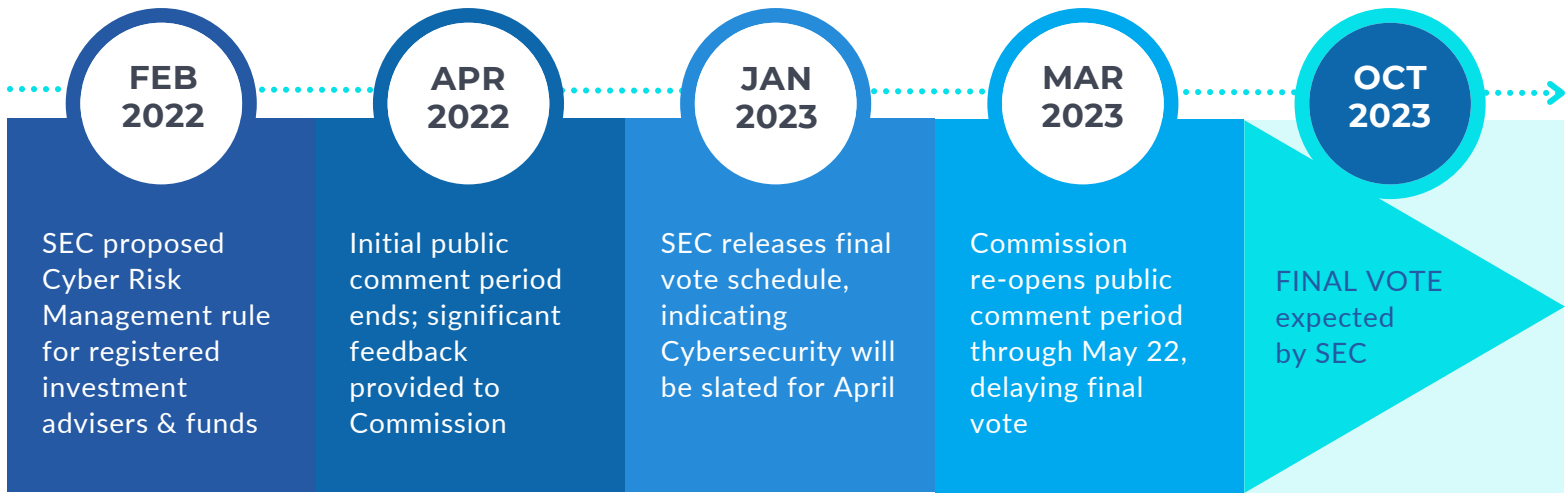 FEB
2022
SEC proposed
Cyber Risk
Management rule
for registered
investment
advisers & funds
APR
2022
Initial public
comment period
ends; significant
feedback
provided to
Commission
JAN
2023
SEC releases final
vote schedule,
indicating
Cybersecurity will
be slated for April
MAR
2023
Commission
re-opens public
comment period
through May 22,
delaying final
vote
OCT
2023
FINAL VOTE
expected
by SEC